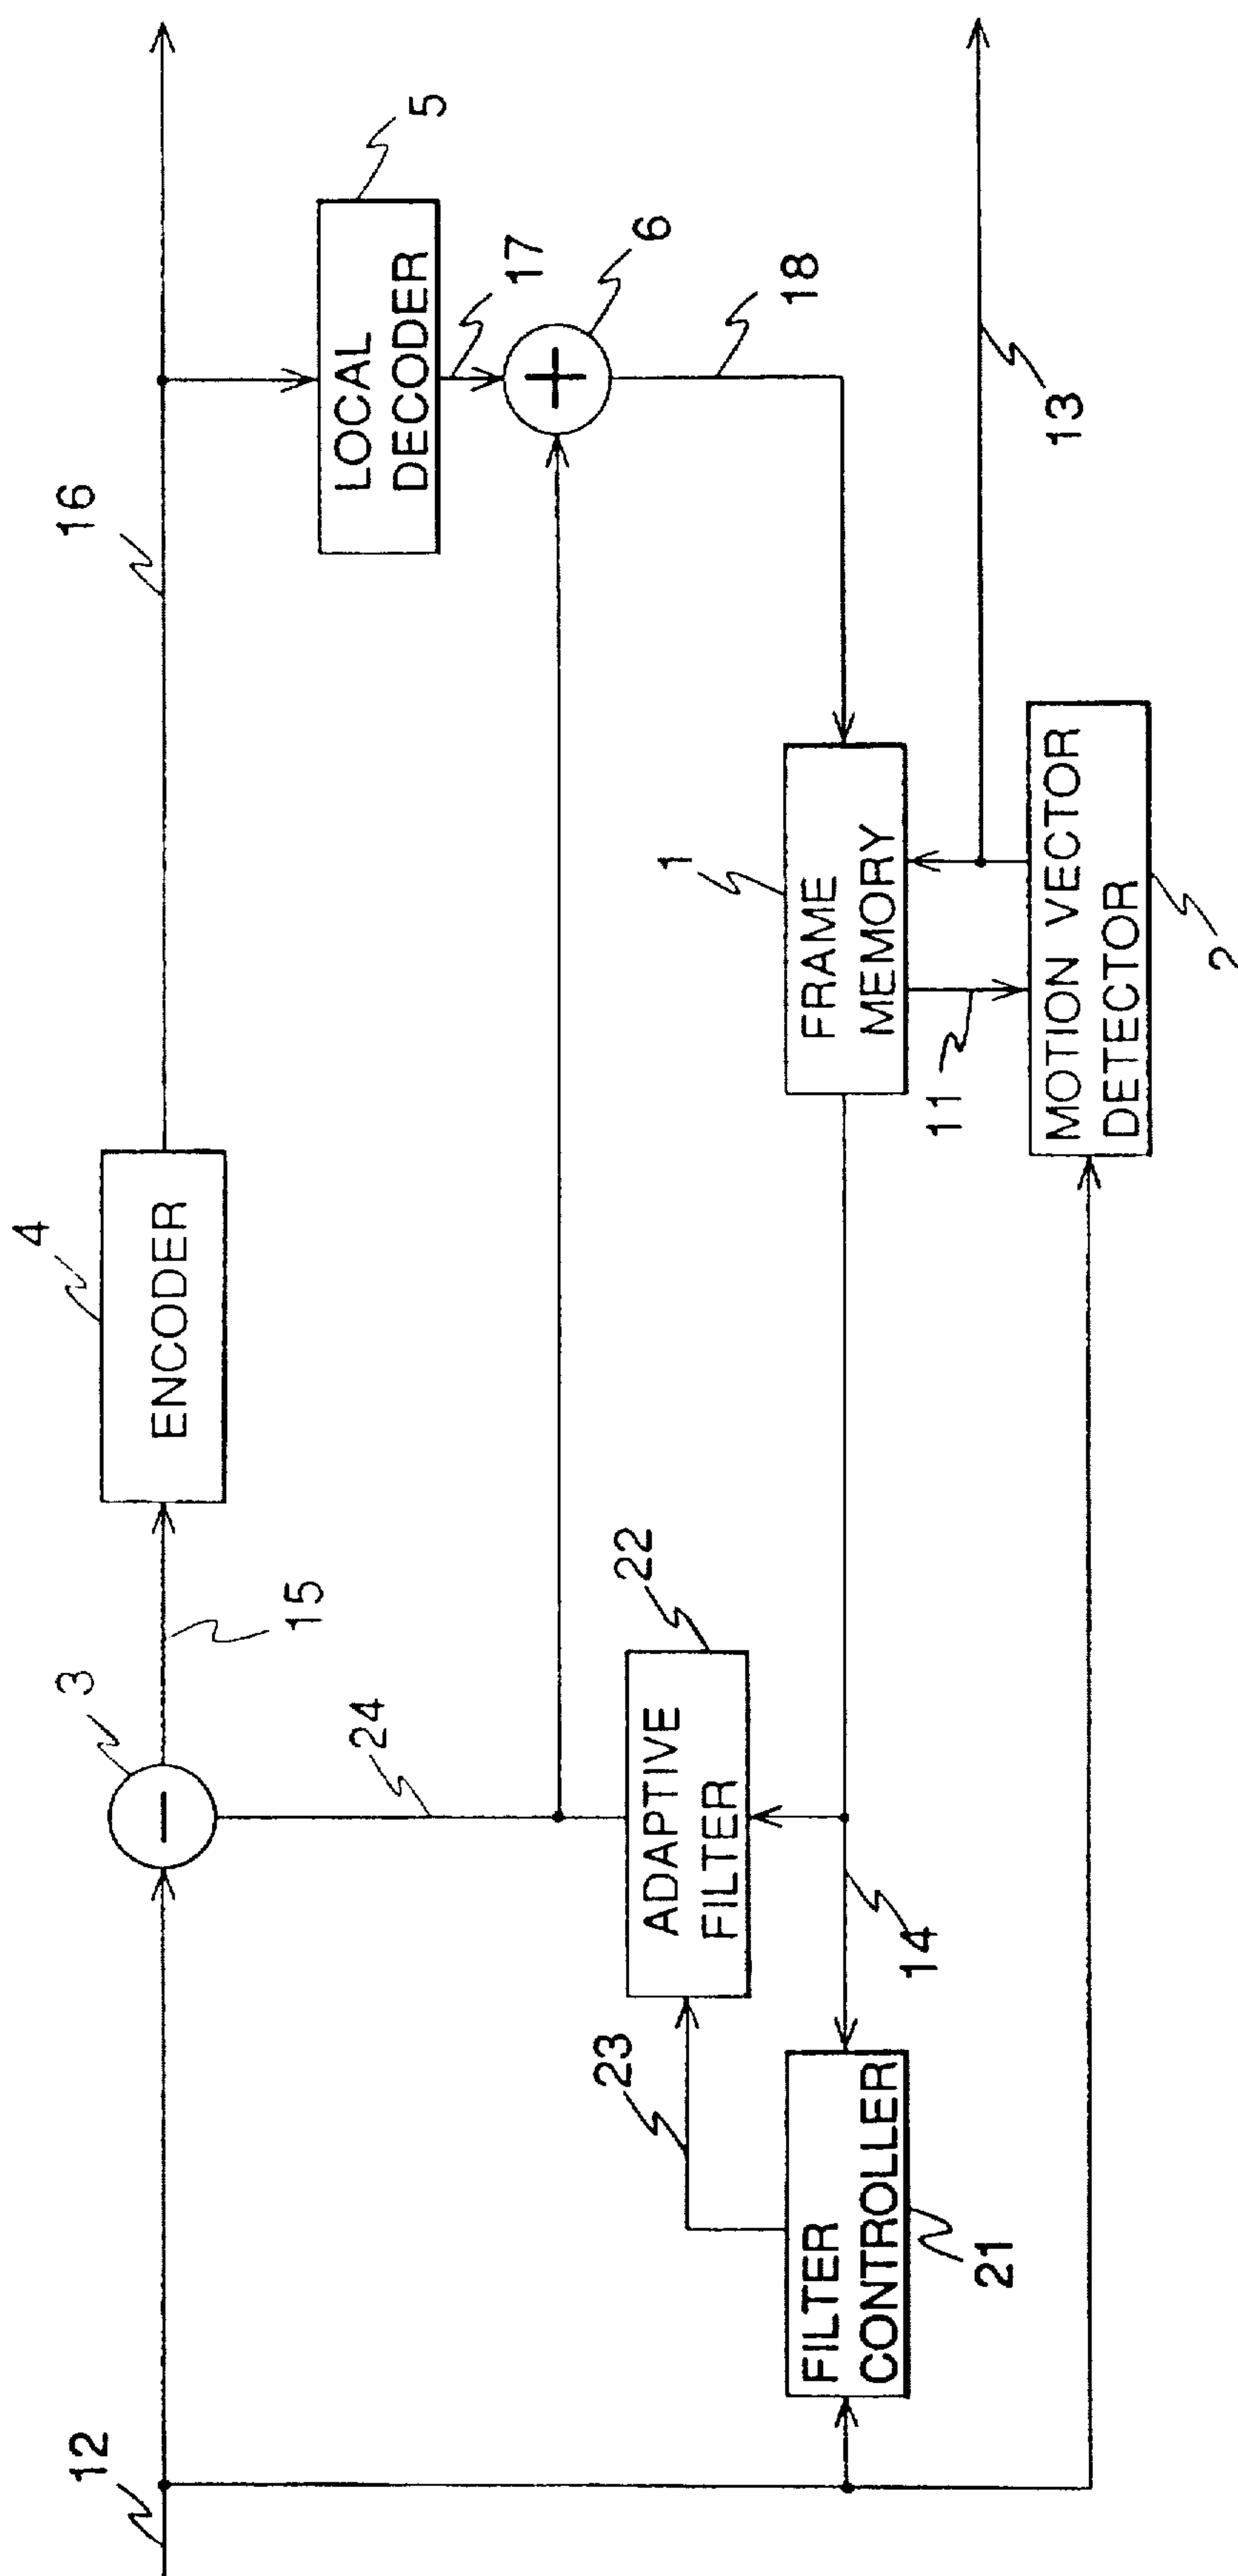 12
3
15
4
ENCODER
16
5
LOCAL
DECODER
17
6
18
24
22
ADAPTIVE
FILTER
23
14
FILTER
CONTROLLER
21
1
FRAME
MEMORY
11
13
MOTION VECTOR
DETECTOR
2